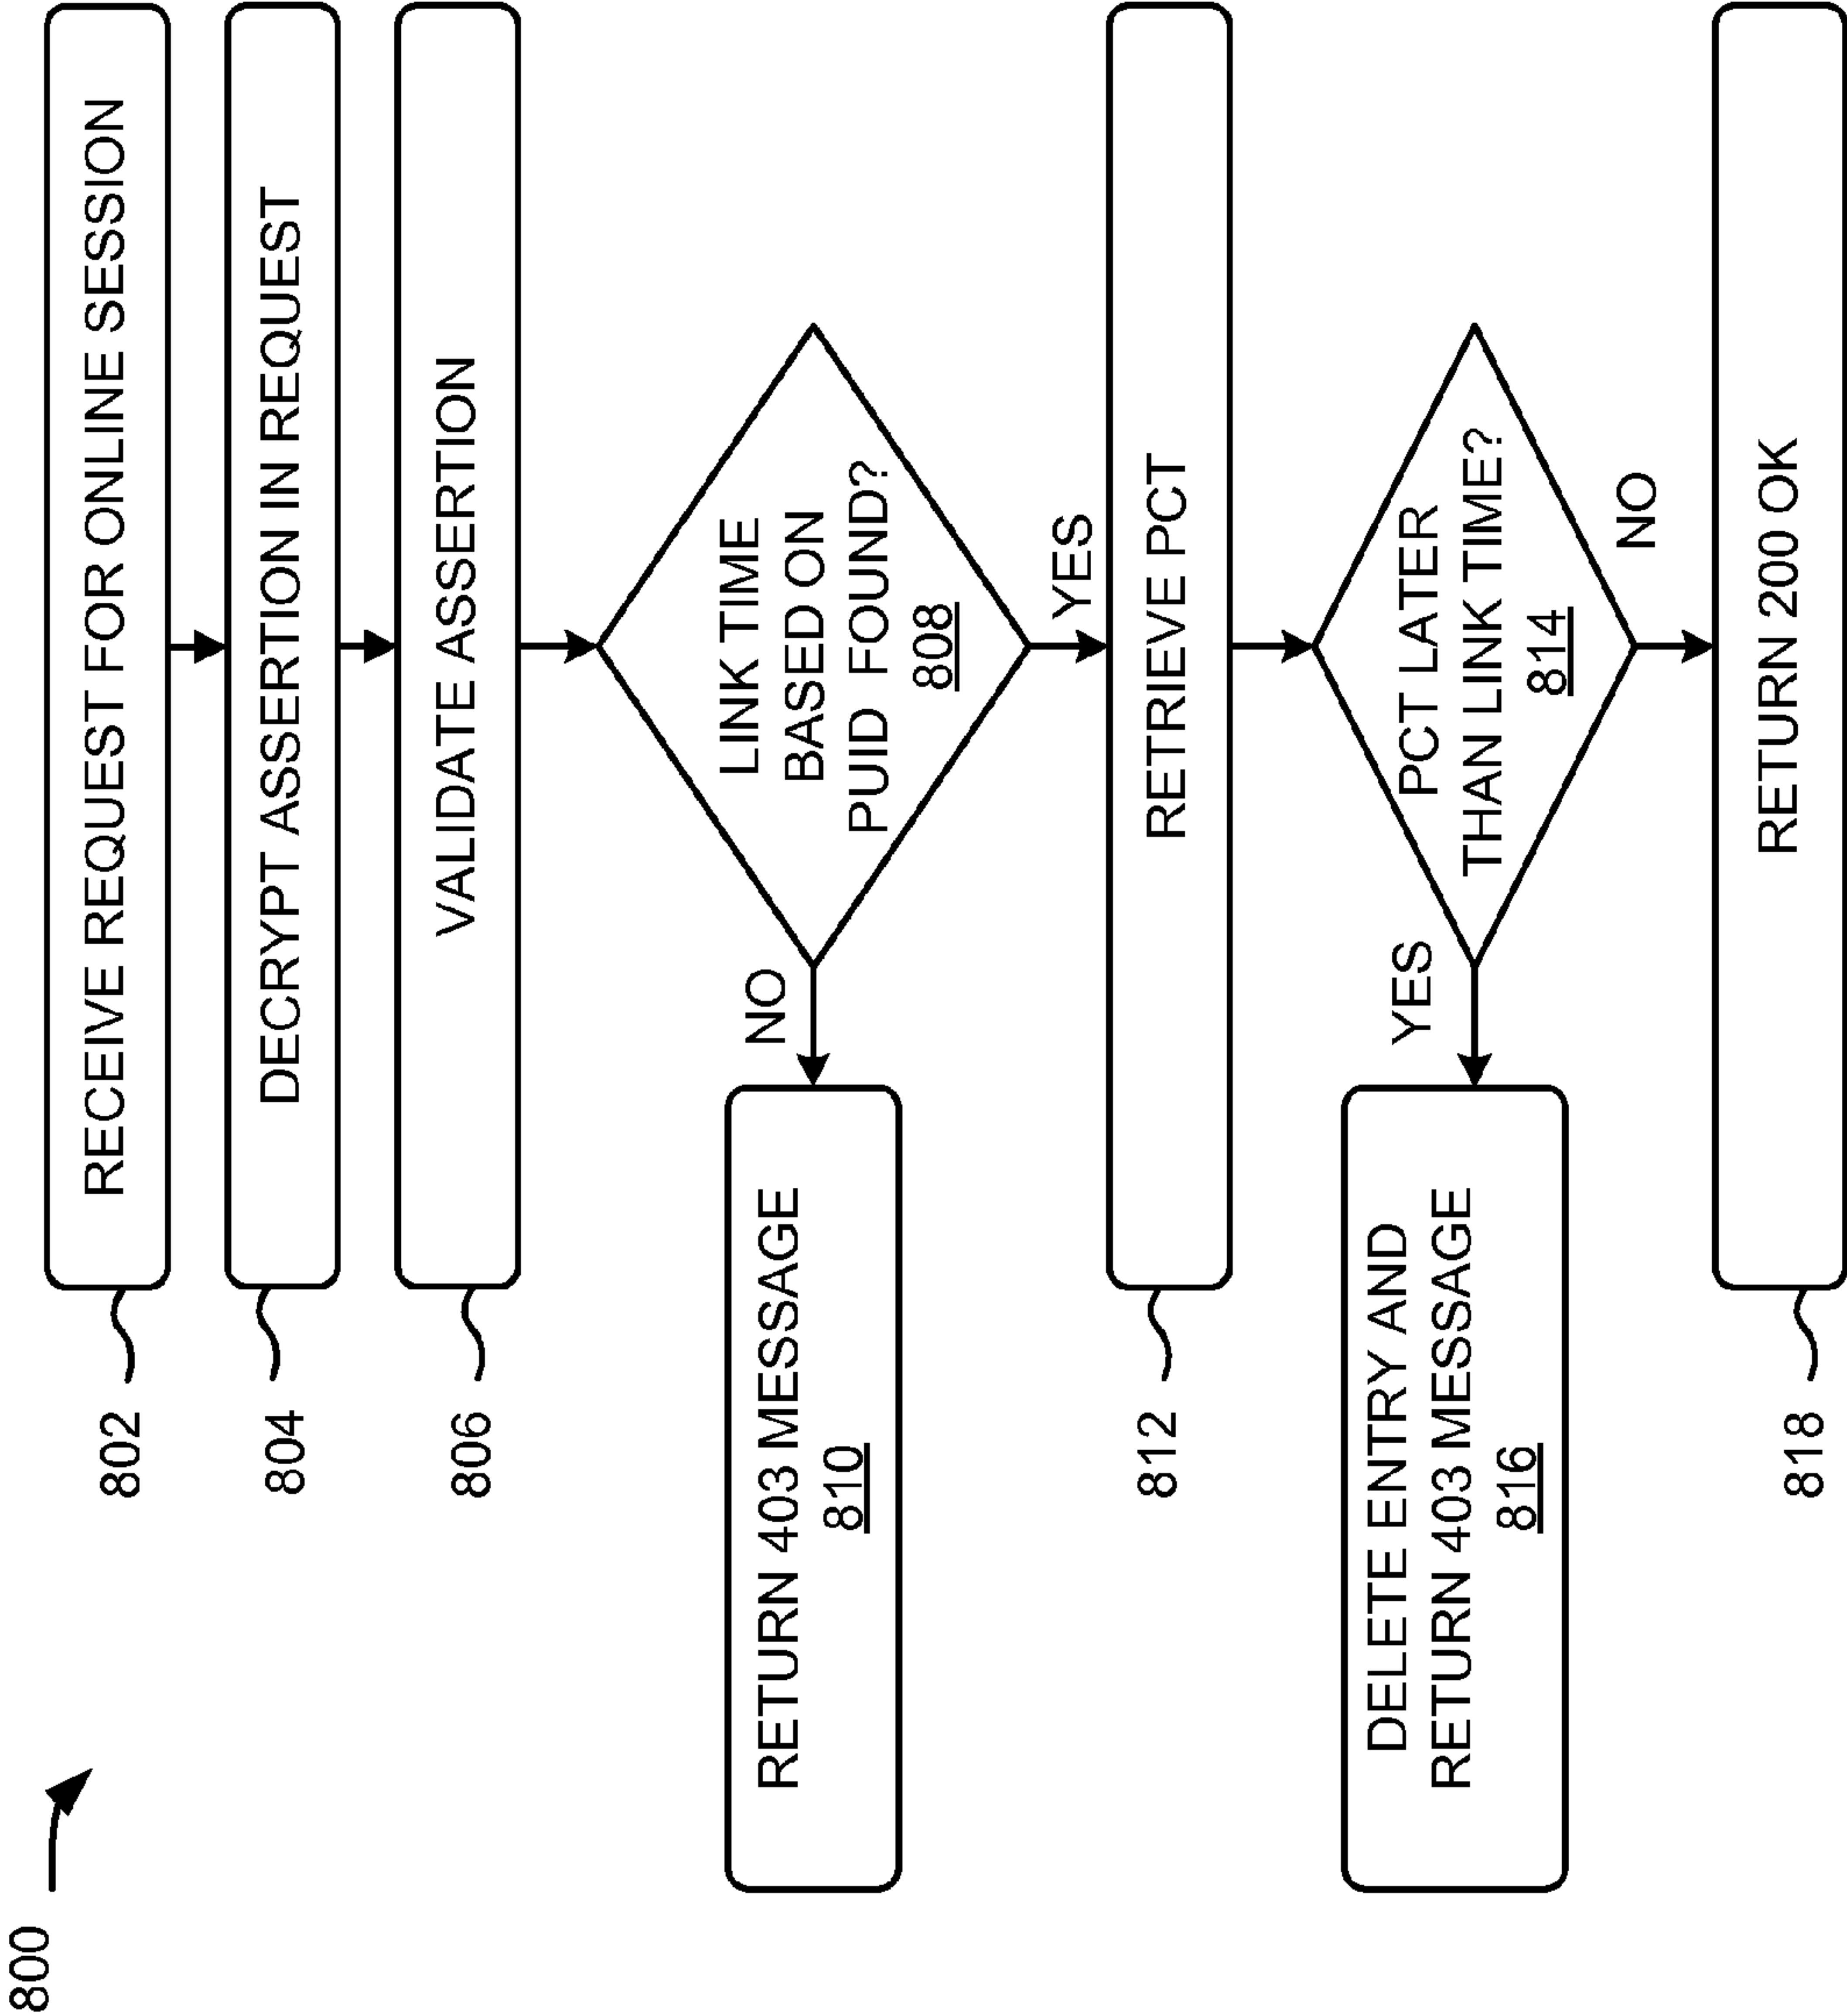 800
802
RECEIVE REQUEST FOR ONLINE SESSION
804
DECRYPT ASSERTION IN REQUEST
806
VALIDATE ASSERTION
LINK TIME
BASED ON
PUID FOUND?
808
NO
RETURN 403 MESSAGE
810
YES
812
RETRIEVE PCT
PCT LATER
THAN LINK TIME?
814
YES
DELETE ENTRY AND
RETURN 403 MESSAGE
816
NO
818
RETURN 200 OK